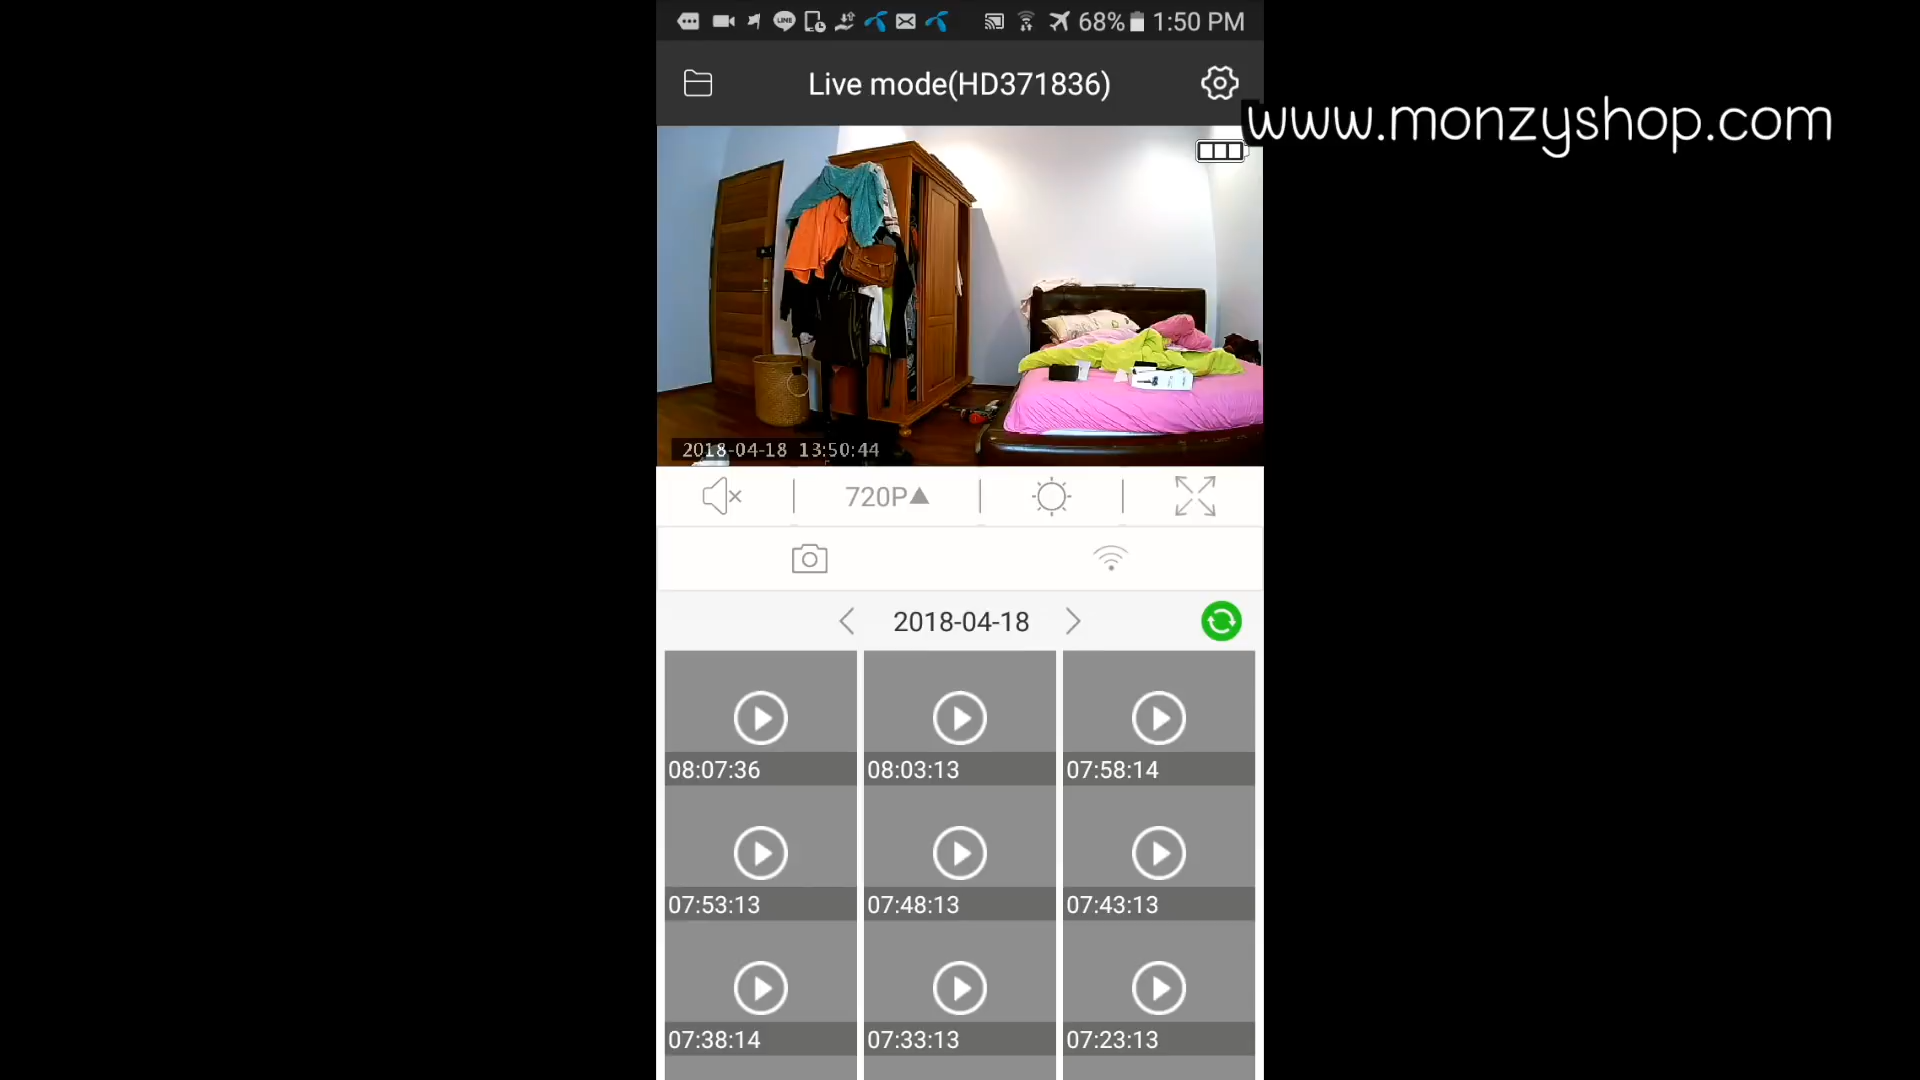 LINE 68% 1:50 PM
Live mode(HD371836)
www.monzyshop.com
2018-04-18 13:50:44
720P▲
2018-04-18
08:07:36 08:03:13 07:58:14
07:53:13 07:48:13 07:43:13
07:38:14 07:33:13 07:23:13